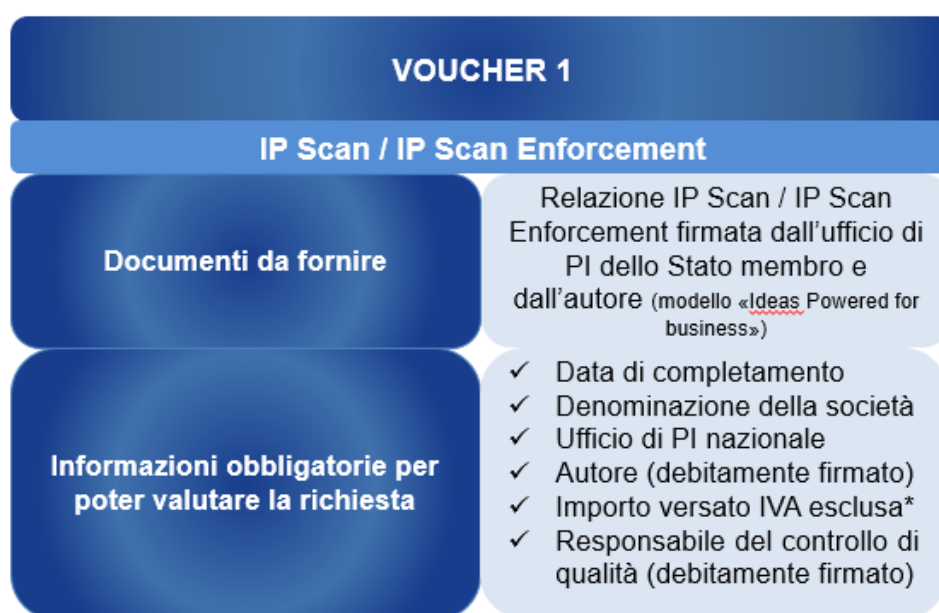 VOUCHER 1
IP Scan / IP Scan Enforcement
Documenti da fornire
Relazione IP Scan / IP Scan
Enforcement firmata dall'ufficio di
PI dello Stato membro e
dall'autore (modello «Ideas Powered for
business»)
Informazioni obbligatorie per
poter valutare la richiesta
✓ Data di completamento
✓ Denominazione della società
✓ Ufficio di PI nazionale
✓ Autore (debitamente firmato)
✓ Importo versato IVA esclusa*
✓ Responsabile del controllo di
qualità (debitamente firmato)